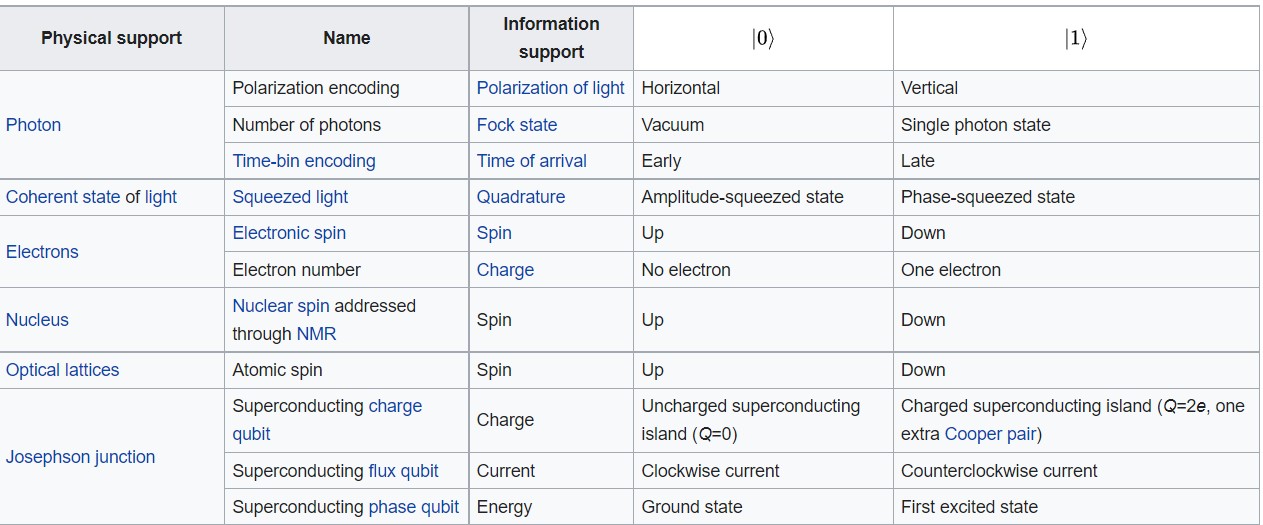 Physical support Name Information support |0⟩ |1⟩
Photon Polarization encoding Polarization of light Horizontal Vertical
Number of photons Fock state Vacuum Single photon state
Time-bin encoding Time of arrival Early Late
Coherent state of light Squeezed light Quadrature Amplitude-squeezed state Phase-squeezed state
Electrons Electronic spin Spin Up Down
Electron number Charge No electron One electron
Nucleus Nuclear spin addressed through NMR Spin Up Down
Optical lattices Atomic spin Spin Up Down
Josephson junction Superconducting charge qubit Charge Uncharged superconducting island (Q=0) Charged superconducting island (Q=2e, one extra Cooper pair)
Superconducting flux qubit Current Clockwise current Counterclockwise current
Superconducting phase qubit Energy Ground state First excited state